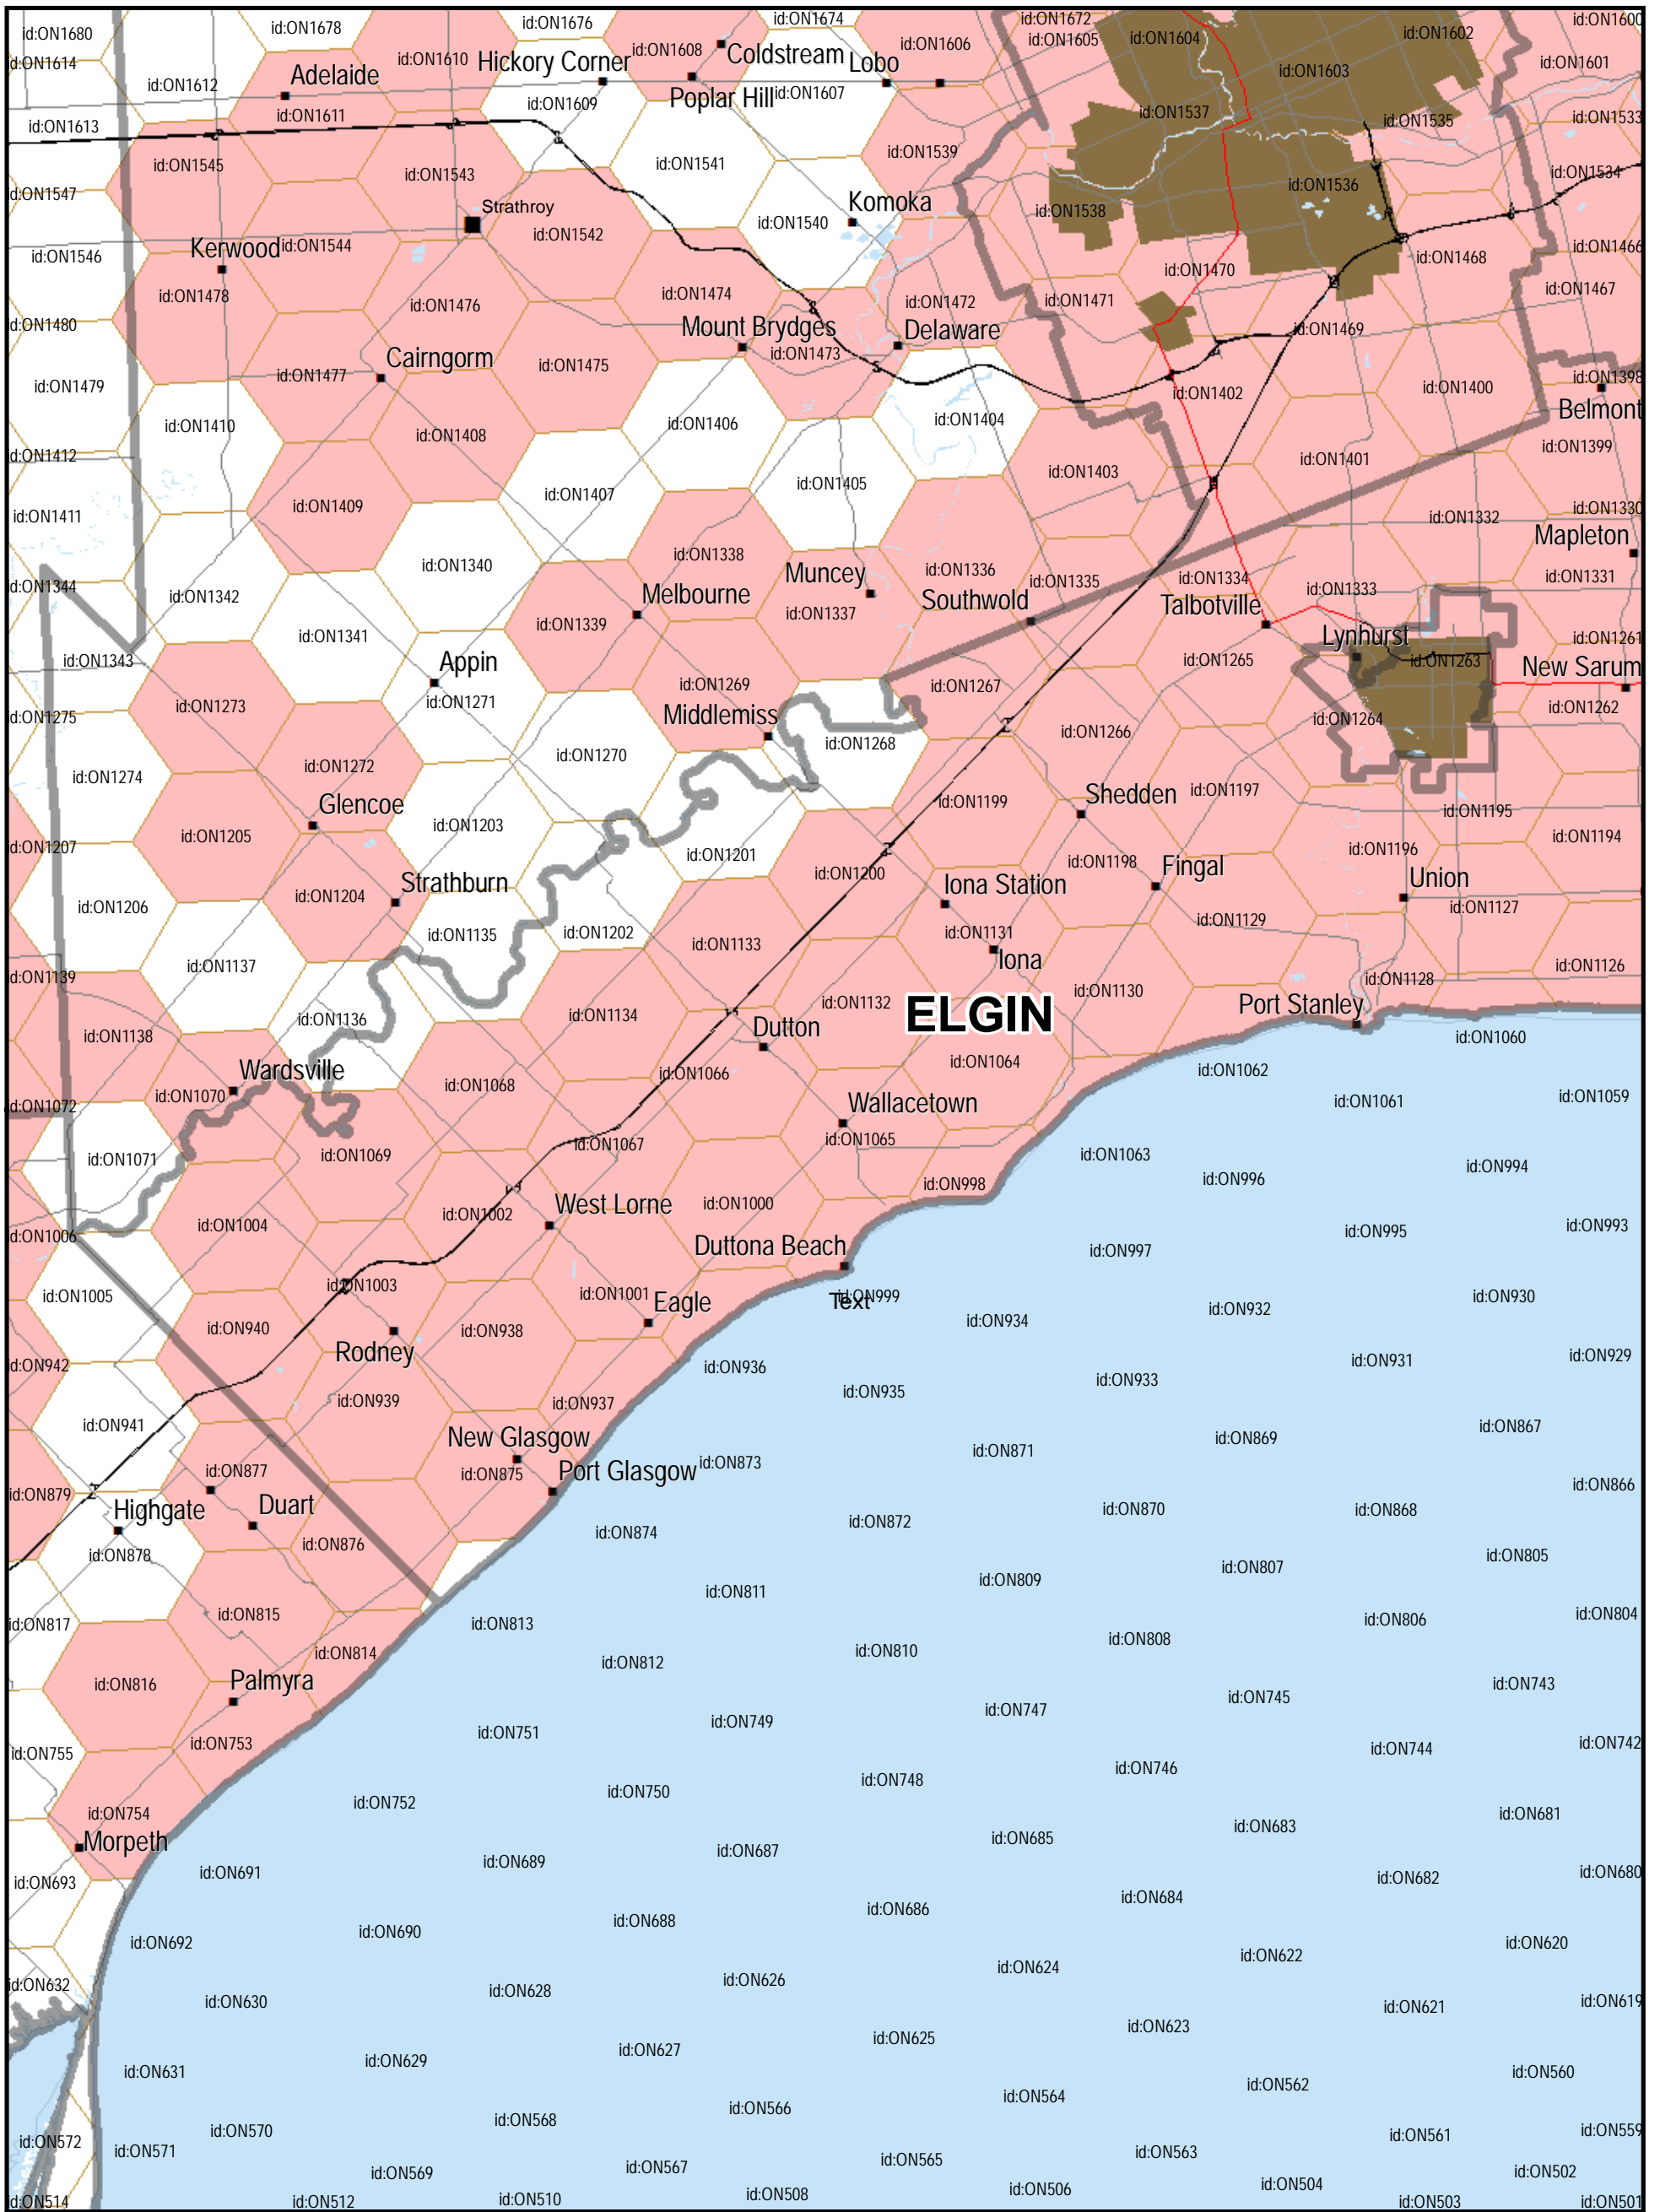 id:ON1680
id:ON1678
id:ON1676
id:ON1674
id:ON1672
id:ON1600
id:ON1614
id:ON1612
id:ON1610
Hickory Corner
id:ON1608
Coldstream
Lobo
id:ON1606
id:ON1605
id:ON1604
id:ON1603
id:ON1602
id:ON1601
Adelaide
id:ON1611
id:ON1609
Poplar Hill
id:ON1607
id:ON1613
id:ON1537
id:ON1535
id:ON1533
id:ON1545
id:ON1543
id:ON1541
id:ON1539
id:ON1534
id:ON1547
id:ON1536
Strathroy
Komoka
id:ON1538
id:ON1546
Kerwood
id:ON1544
id:ON1542
id:ON1540
id:ON1470
id:ON1468
id:ON1466
id:ON1478
id:ON1476
id:ON1474
id:ON1472
id:ON1471
id:ON1467
id:ON1480
Mount Brydges
Delaware
id:ON1469
id:ON1473
Cairngorm
id:ON1479
id:ON1477
id:ON1475
id:ON1402
id:ON1400
id:ON1398
Belmont
id:ON1410
id:ON1408
id:ON1406
id:ON1404
id:ON1399
id:ON1412
id:ON1403
id:ON1401
id:ON1411
id:ON1409
id:ON1407
id:ON1405
id:ON1332
id:ON1330
Mapleton
id:ON1344
id:ON1342
id:ON1340
id:ON1338
Muncey
id:ON1336
id:ON1335
id:ON1334
id:ON1333
id:ON1331
Melbourne
Southwold
Talbotville
id:ON1343
id:ON1341
id:ON1339
id:ON1337
Lynhurst
id:ON1261
Appin
id:ON1265
id:ON1263
New Sarum
id:ON1275
id:ON1273
id:ON1271
id:ON1269
id:ON1267
id:ON1264
id:ON1262
Middlemiss
id:ON1268
id:ON1266
id:ON1274
id:ON1272
id:ON1270
Glencoe
id:ON1199
Shedden
id:ON1197
id:ON1195
id:ON1207
id:ON1205
id:ON1203
id:ON1201
id:ON1200
id:ON1198
Fingal
id:ON1196
id:ON1194
id:ON1206
id:ON1204
Strathburn
Iona Station
Union
id:ON1137
id:ON1135
id:ON1202
id:ON1133
id:ON1131
Iona
id:ON1129
id:ON1127
id:ON1139
id:ON1128
id:ON1126
id:ON1138
id:ON1136
id:ON1134
id:ON1132
ELGIN
id:ON1130
Port Stanley
Dutton
id:ON1060
Wardsville
id:ON1068
id:ON1066
id:ON1064
id:ON1062
id:ON1072
id:ON1070
Wallacetown
id:ON1061
id:ON1059
id:ON1071
id:ON1069
id:ON1067
id:ON1065
id:ON1063
id:ON994
id:ON998
id:ON996
id:ON1006
id:ON1004
id:ON1002
West Lorne
id:ON1000
id:ON995
id:ON993
Duttona Beach
id:ON997
id:ON1005
id:ON1003
id:ON1001
Eagle
id:ON999
Text
id:ON932
id:ON930
id:ON940
id:ON938
id:ON934
id:ON942
Rodney
id:ON936
id:ON933
id:ON931
id:ON929
id:ON941
id:ON939
id:ON937
id:ON935
New Glasgow
id:ON869
id:ON867
id:ON877
id:ON875
Port Glasgow
id:ON873
id:ON871
id:ON879
Highgate
Duart
id:ON870
id:ON868
id:ON866
id:ON878
id:ON876
id:ON874
id:ON872
id:ON807
id:ON805
id:ON817
id:ON815
id:ON813
id:ON811
id:ON809
id:ON806
id:ON804
id:ON814
id:ON812
id:ON810
id:ON808
id:ON816
Palmyra
id:ON745
id:ON743
id:ON755
id:ON753
id:ON751
id:ON749
id:ON747
id:ON744
id:ON742
id:ON754
id:ON752
id:ON750
id:ON748
id:ON746
Morpeth
id:ON683
id:ON681
id:ON693
id:ON691
id:ON689
id:ON687
id:ON685
id:ON682
id:ON680
id:ON692
id:ON690
id:ON688
id:ON686
id:ON684
id:ON632
id:ON630
id:ON628
id:ON626
id:ON624
id:ON622
id:ON620
id:ON631
id:ON629
id:ON627
id:ON625
id:ON623
id:ON621
id:ON619
id:ON572
id:ON570
id:ON568
id:ON566
id:ON564
id:ON562
id:ON560
id:ON571
id:ON569
id:ON567
id:ON565
id:ON563
id:ON561
id:ON559
id:ON514
id:ON512
id:ON510
id:ON508
id:ON506
id:ON504
id:ON503
id:ON502
id:ON501